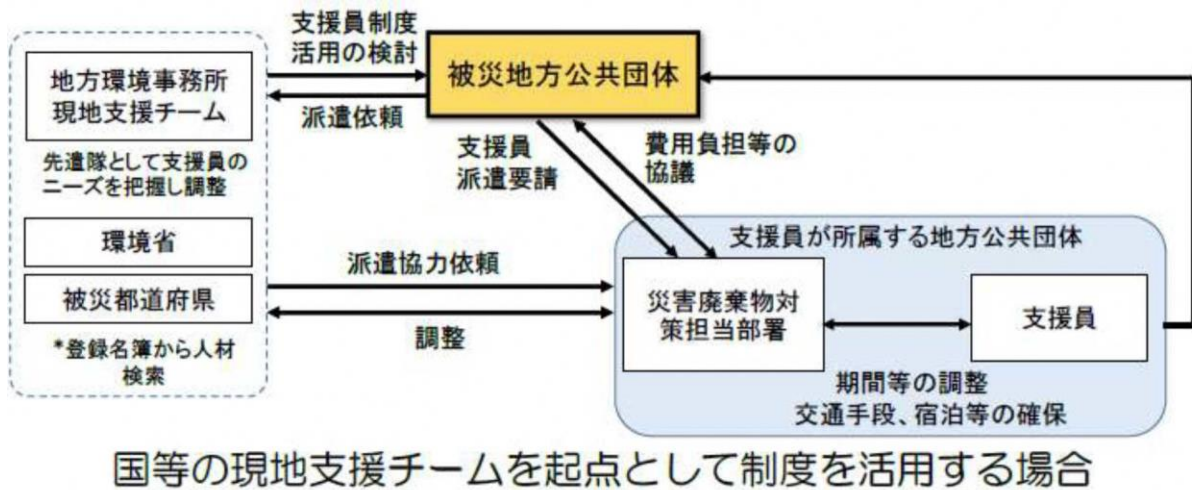 支援員制度
活用の検討
被災地方公共団体
地方環境事務所
現地支援チーム
派遣依頼
先遣隊として支援員の
ニーズを把握し調整
支援員
派遣要請
費用負担等の
協議
環境省
被災都道府県
*登録名簿から人材
検索
派遣協力依頼
調整
支援員が所属する地方公共団体
災害廃棄物対
策担当部署
支援員
期間等の調整
交通手段、宿泊等の確保
国等の現地支援チームを起点として制度を活用する場合